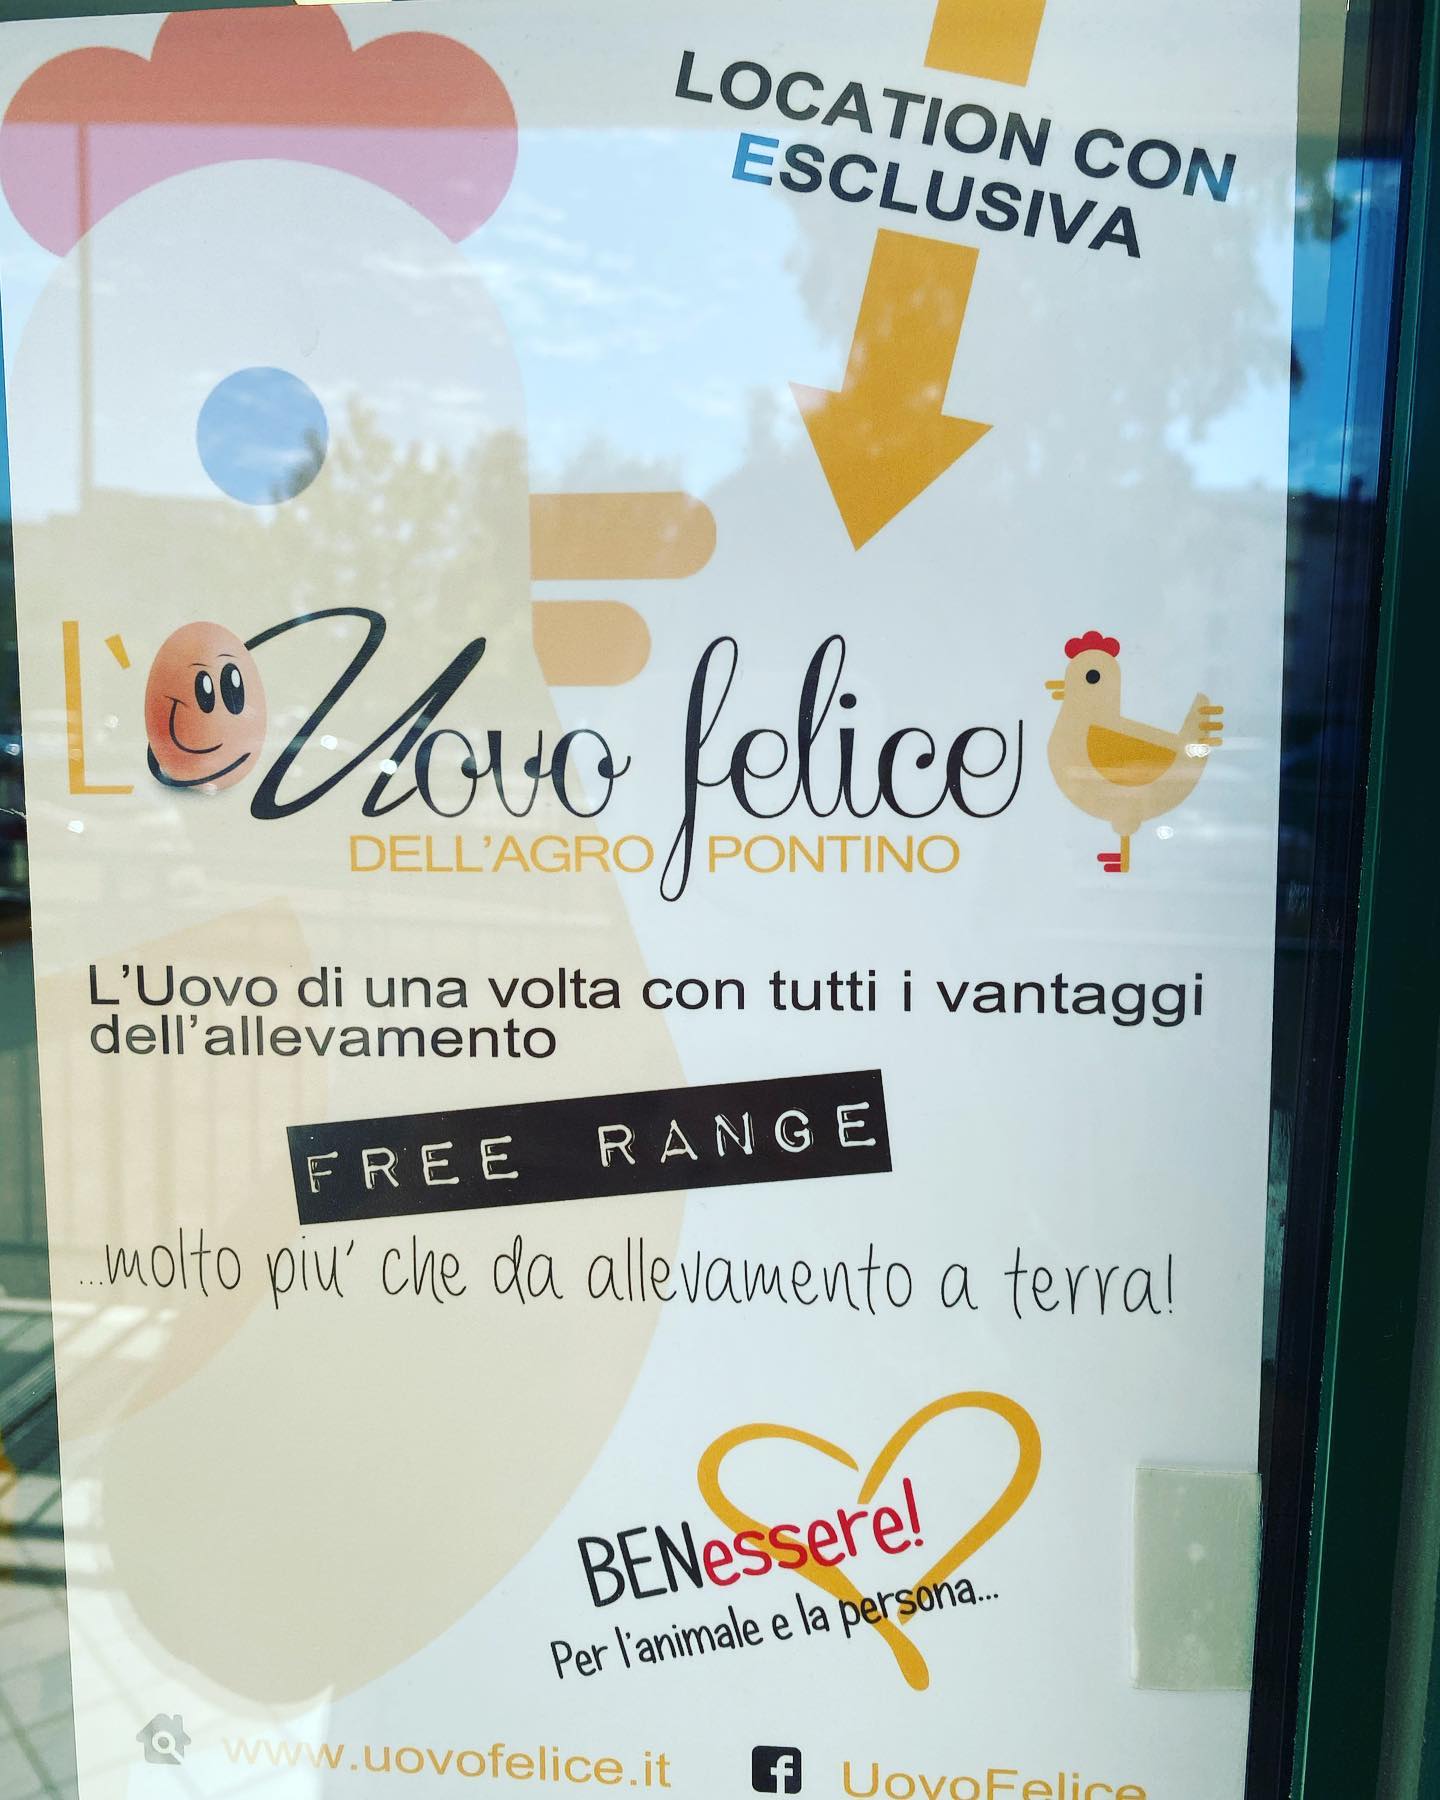 LOCATION CON
ESCLUSIVA
L'Uovo felice
DELL'AGRO PONTINO
L'Uovo di una volta con tutti i vantaggi
dell'allevamento
FREE RANGE
...molto piu' che da allevamento a terra!
BENessere!
Per l'animale e la persona...
www.uovofelice.it
UovoFelice